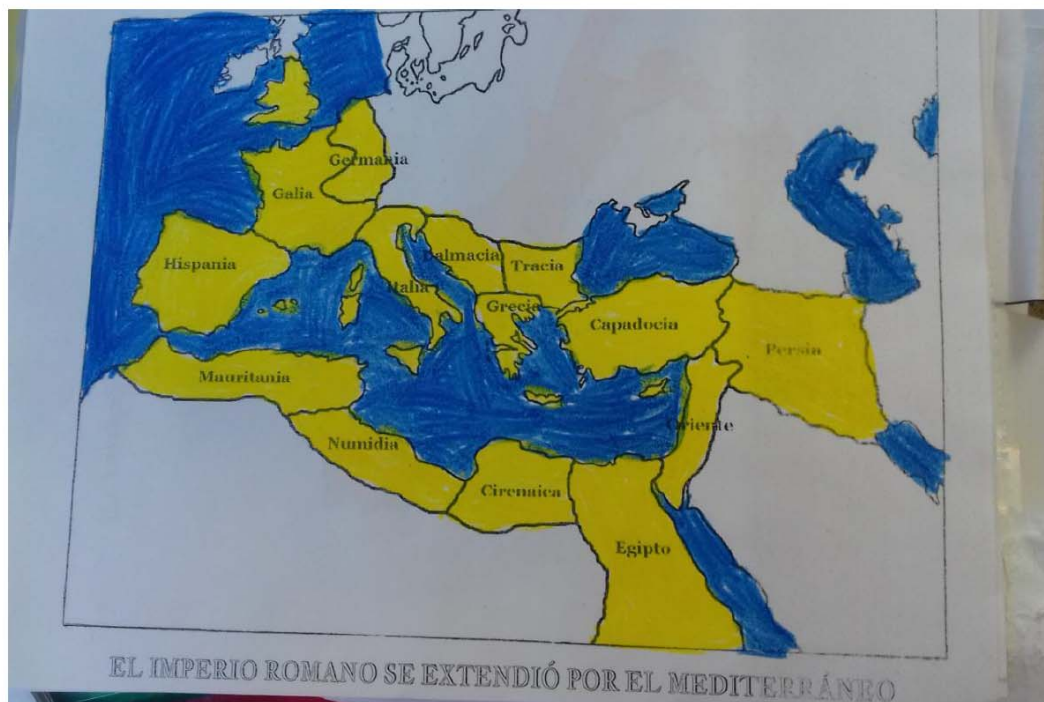 Germania
Galia
Hispania
Dalmacia
Tracia
Italia
Grecia
Capadocia
Persia
Mauritania
Oriente
Numidia
Cirenaica
Egipto
EL IMPERIO ROMANO SE EXTENDIÓ POR EL MEDITERRÁNEO